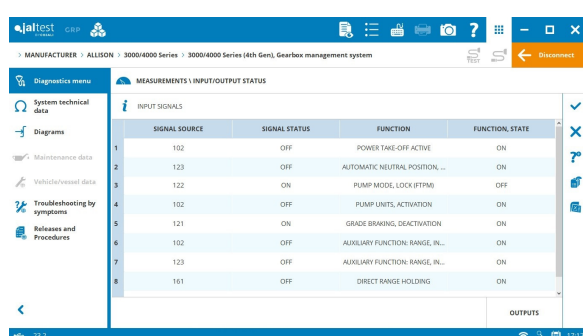 jaltest GRP
> MANUFACTURER > ALLISON > 3000/4000 Series > 3000/4000 Series (4th Gen), Gearbox management system
TEST
Disconnect
Diagnostics menu
MEASUREMENTS \ INPUT/OUTPUT STATUS
System technical
data
Diagrams
Maintenance data
Vehicle/vessel data
Troubleshooting by
symptoms
Releases and
Procedures
i INPUT SIGNALS
SIGNAL SOURCE SIGNAL STATUS FUNCTION FUNCTION, STATE
1 102 OFF POWER TAKE-OFF ACTIVE ON
2 123 OFF AUTOMATIC NEUTRAL POSITION, ... ON
3 122 ON PUMP MODE, LOCK (FTPM) OFF
4 102 OFF PUMP UNITS, ACTIVATION ON
5 121 ON GRADE BRAKING, DEACTIVATION ON
6 102 OFF AUXILIARY FUNCTION: RANGE, IN... ON
7 123 OFF AUXILIARY FUNCTION: RANGE, IN... ON
8 161 OFF DIRECT RANGE HOLDING ON
OUTPUTS